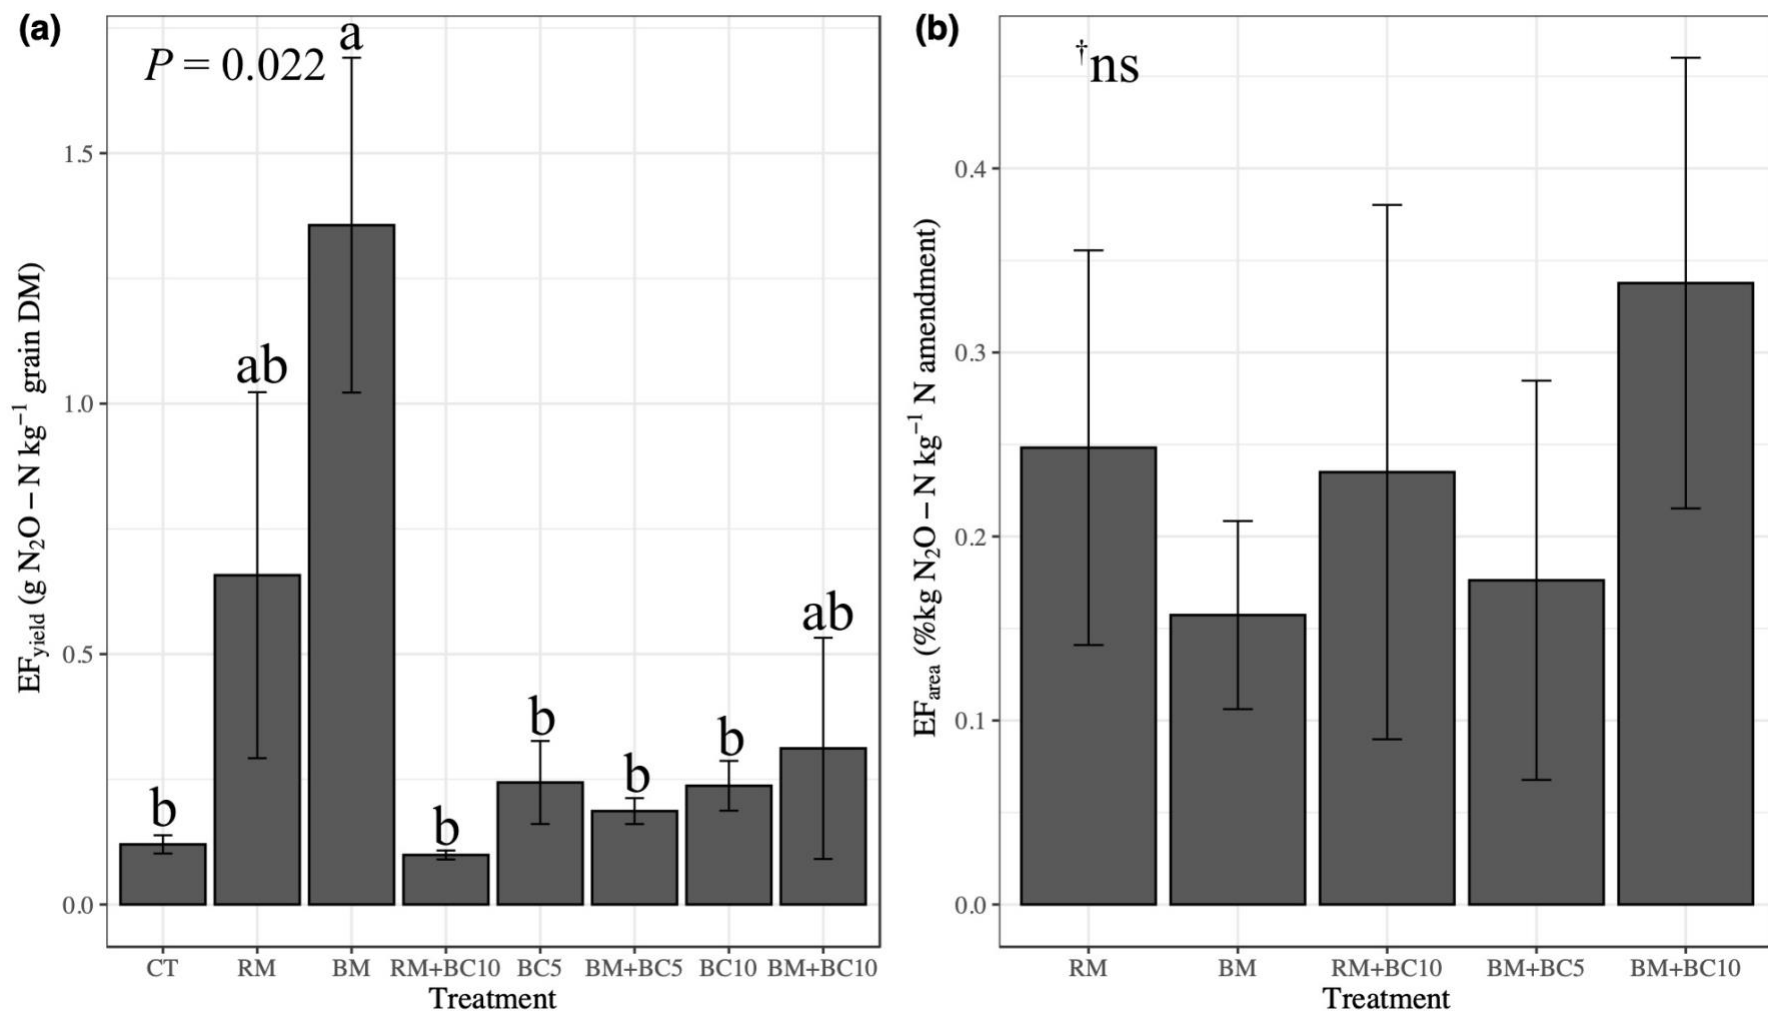 (a)
P = 0.022
a
ab
ab
b
b
b
b
b
1.5
1.0
0.5
0.0
EFyield (g N₂O – N kg⁻¹ grain DM)
CT RM BM RM+BC10 BC5 BM+BC5 BC10 BM+BC10
Treatment
(b)
†ns
0.4
0.3
0.2
0.1
0.0
EFarea (%kg N₂O – N kg⁻¹ N amendment)
RM BM RM+BC10 BM+BC5 BM+BC10
Treatment